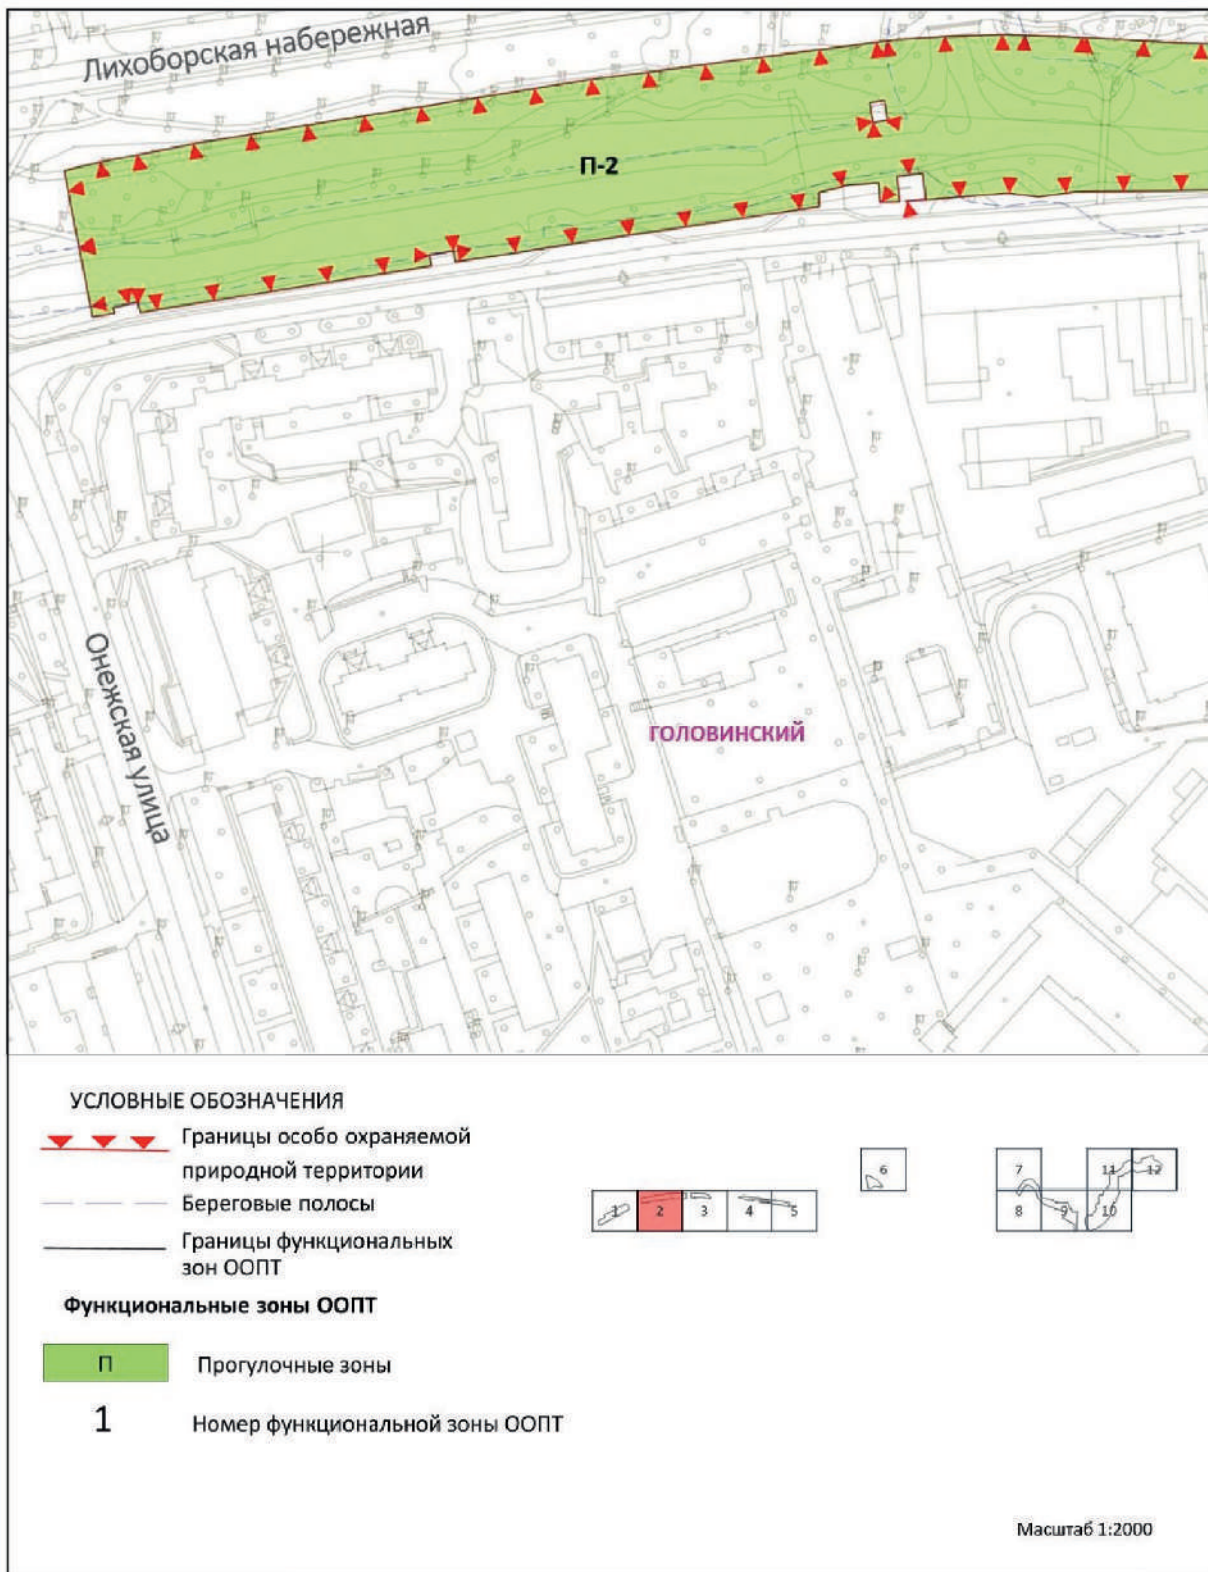 Лихоборская набережная
П-2
Онежская улица
ГОЛОВИНСКИЙ
УСЛОВНЫЕ ОБОЗНАЧЕНИЯ
Границы особо охраняемой
природной территории
Береговые полосы
Границы функциональных
зон ООПТ
Функциональные зоны ООПТ
П
Прогулочные зоны
1
Номер функциональной зоны ООПТ
1 2 3 4 5
6
7 11 12
8 9 10
Масштаб 1:2000